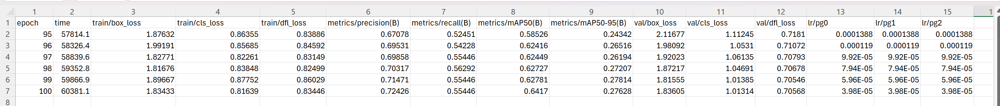 1 2 3 4 5 6 7 8 9 10 11 12 13 14 15 1
1 epoch time train/box_loss train/cls_loss train/dfl_loss metrics/precision(B) metrics/recall(B) metrics/mAP50(B) metrics/mAP50-95(B) val/box_loss val/cls_loss val/dfl_loss lr/pg0 lr/pg1 lr/pg2
2 95 57814.1 1.87632 0.86355 0.83886 0.67078 0.52451 0.58526 0.24342 2.11677 1.11245 0.7181 0.0001388 0.0001388 0.0001388
3 96 58326.4 1.99191 0.85685 0.84592 0.69531 0.54228 0.62416 0.26516 1.98092 1.0531 0.71072 0.000119 0.000119 0.000119
4 97 58839.6 1.82771 0.82261 0.83149 0.69858 0.55446 0.62449 0.26194 1.92023 1.06135 0.70793 9.92E-05 9.92E-05 9.92E-05
5 98 59352.8 1.81676 0.83848 0.82499 0.70317 0.56292 0.62727 0.27207 1.87217 1.04691 0.70678 7.94E-05 7.94E-05 7.94E-05
6 99 59866.9 1.89667 0.87752 0.86029 0.71471 0.55446 0.62781 0.27814 1.81555 1.01385 0.70546 5.96E-05 5.96E-05 5.96E-05
7 100 60381.1 1.83433 0.81639 0.83446 0.72426 0.55446 0.6417 0.27628 1.83605 1.01314 0.70568 3.98E-05 3.98E-05 3.98E-05
8